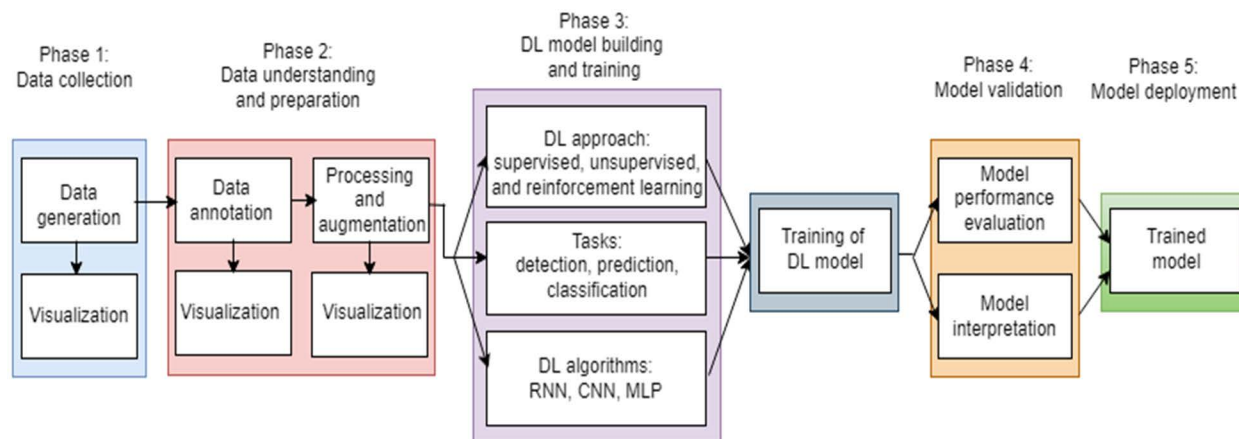 Phase 1:
Data collection
Data
generation
Visualization
Phase 2:
Data understanding
and preparation
Data
annotation
Visualization
Processing
and
augmentation
Visualization
Phase 3:
DL model building
and training
DL approach:
supervised, unsupervised,
and reinforcement learning
Tasks:
detection, prediction,
classification
DL algorithms:
RNN, CNN, MLP
Training of
DL model
Phase 4:
Model validation
Model
performance
evaluation
Model
interpretation
Phase 5:
Model deployment
Trained
model